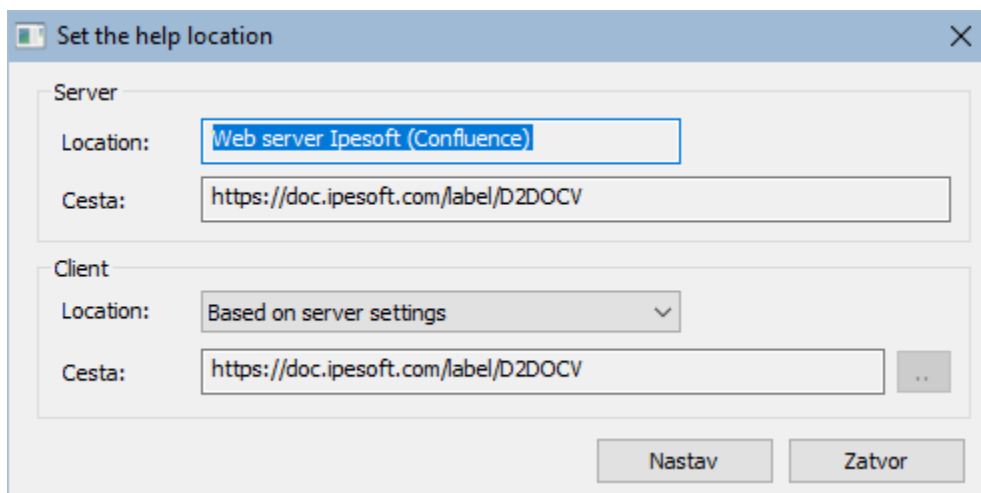 Set the help location
Server
Location: Web server Ipesoft (Confluence)
Cesta: https://doc.ipesoft.com/label/D2DOCV
Client
Location: Based on server settings
Cesta: https://doc.ipesoft.com/label/D2DOCV ..
Nastav Zatvor